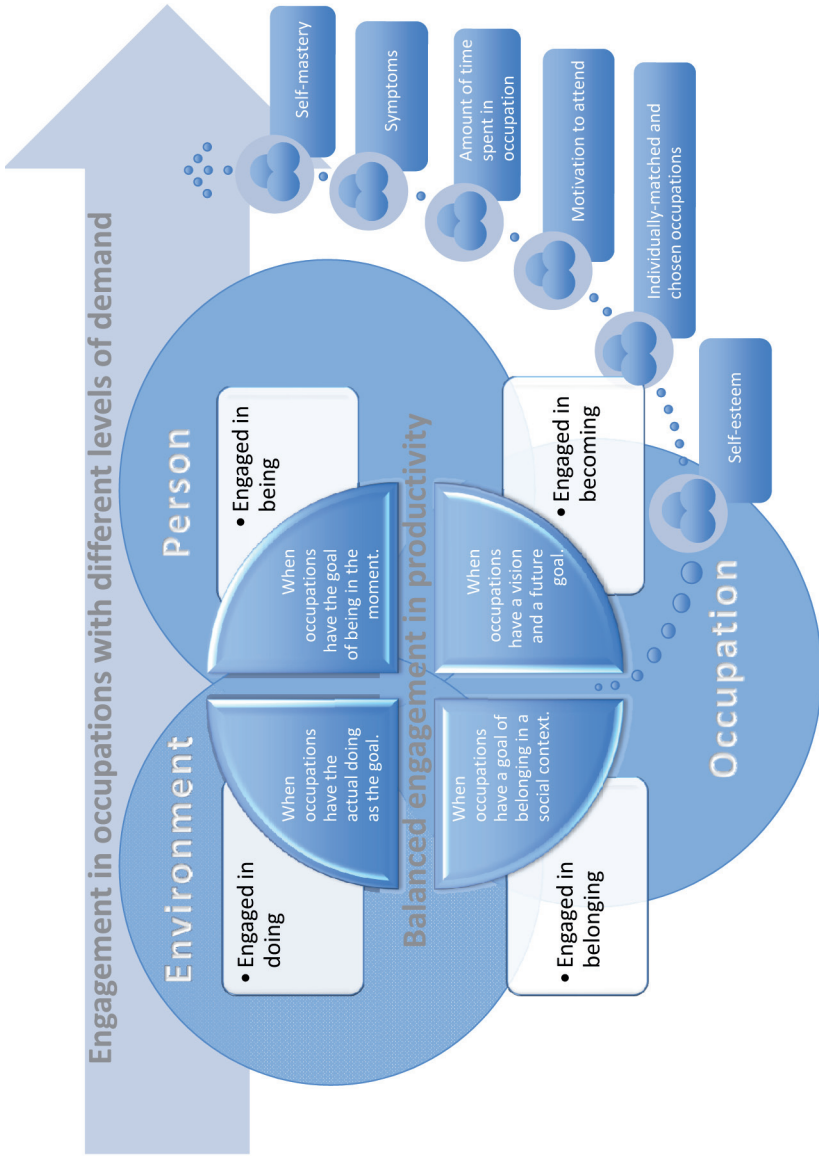 Engagement in occupations with different levels of demand
Environment
Person
• Engaged in
doing
• Engaged in
being
When
occupations
have the
actual doing
as the goal.
When
occupations
have the goal
of being in the
moment.
Balanced engagement in productivity
When
occupations
have a goal of
belonging in a
social context.
When
occupations
have a vision
and a future
goal.
• Engaged in
belonging
• Engaged in
becoming
Occupation
Self-esteem
Individually-matched and
chosen occupations
Motivation to attend
Amount of time
spent in
occupation
Symptoms
Self-mastery